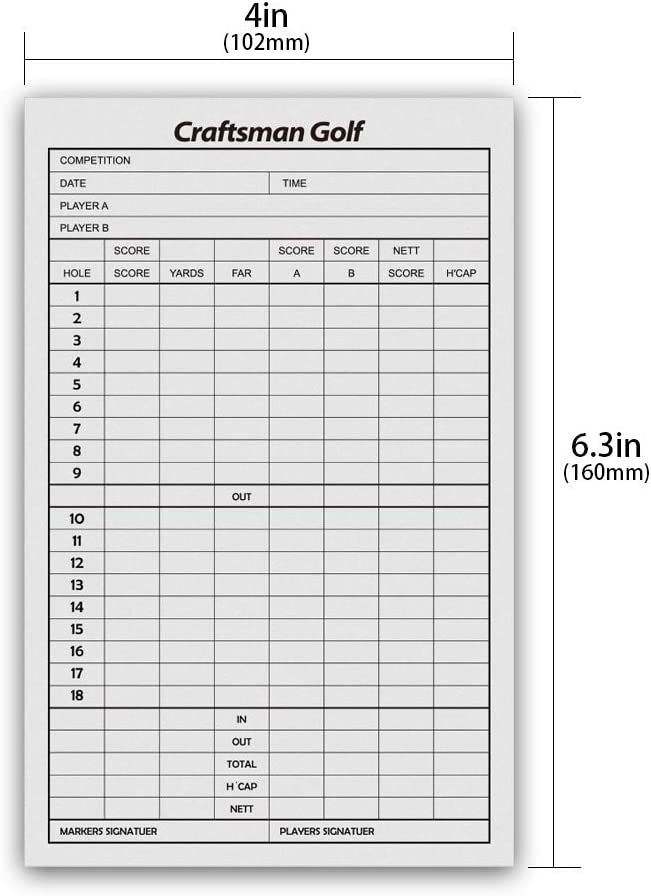 4in
(102mm)
Craftsman Golf
COMPETITION
DATE TIME
PLAYER A
PLAYER B
SCORE SCORE SCORE NETT
HOLE SCORE YARDS FAR A B SCORE H'CAP
1
2
3
4
5
6
7
8
9
OUT
10
11
12
13
14
15
16
17
18
IN
OUT
TOTAL
H'CAP
NETT
MARKERS SIGNATUER PLAYERS SIGNATUER
6.3in
(160mm)